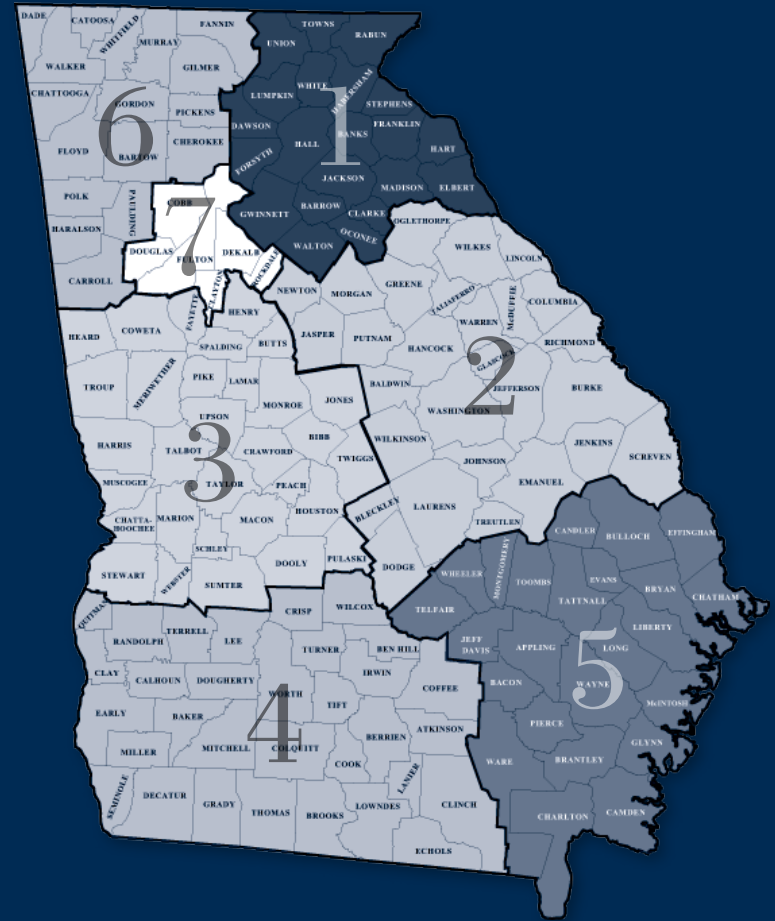 DADE
CATOOSA
WHITFIELD
FANNIN
MURRAY
WALKER
GILMER
CHATTOOGA
GORDON
PICKENS
6
FLOYD
BARTOW
CHEROKEE
POLK
PAULDING
HARALSON
CARROLL
TOWNS
RABUN
UNION
WHITE
HABERSHAM
LUMPKIN
STEPHENS
1
DAWSON
BANKS
FRANKLIN
HALL
HART
FORSYTH
JACKSON
MADISON
ELBERT
BARROW
CLARKE
GWINNETT
OCONEE
WALTON
COBB
7
DOUGLAS
FULTON
DEKALB
ROCKDALE
CLAYTON
OGLETHORPE
WILKES
LINCOLN
GREENE
NEWTON
MORGAN
TALIAFERRO
McDUFFIE
COLUMBIA
WARREN
JASPER
PUTNAM
HANCOCK
RICHMOND
GLASCOCK
2
BALDWIN
JEFFERSON
BURKE
WASHINGTON
WILKINSON
JENKINS
SCREVEN
JOHNSON
EMANUEL
BLECKLEY
LAURENS
TREUTLEN
DODGE
FAYETTE
HENRY
HEARD
COWETA
SPALDING
BUTTS
TROUP
MERIWETHER
PIKE
LAMAR
MONROE
JONES
UPSON
HARRIS
TALBOT
BIBB
CRAWFORD
TWIGGS
3
MUSCOGEE
TAYLOR
PEACH
CHATTA-
HOOCHEE
MARION
MACON
HOUSTON
SCHLEY
DOOLY
PULASKI
STEWART
WEBSTER
SUMTER
QUITMAN
CRISP
WILCOX
RANDOLPH
TERRELL
LEE
TURNER
BEN HILL
CLAY
CALHOUN
DOUGHERTY
IRWIN
WORTH
COFFEE
EARLY
BAKER
TIFT
4
MILLER
MITCHELL
COLQUITT
BERRIEN
ATKINSON
COOK
LANIER
SEMINOLE
DECATUR
GRADY
THOMAS
BROOKS
LOWNDES
CLINCH
ECHOLS
CANDLER
BULLOCH
EFFINGHAM
WHEELER
MONTGOMERY
TOOMBS
EVANS
BRYAN
CHATHAM
TATTNALL
TELFAIR
LIBERTY
JEFF
DAVIS
APPLING
LONG
5
BACON
WAYNE
McINTOSH
PIERCE
GLYNN
WARE
BRANTLEY
CHARLTON
CAMDEN